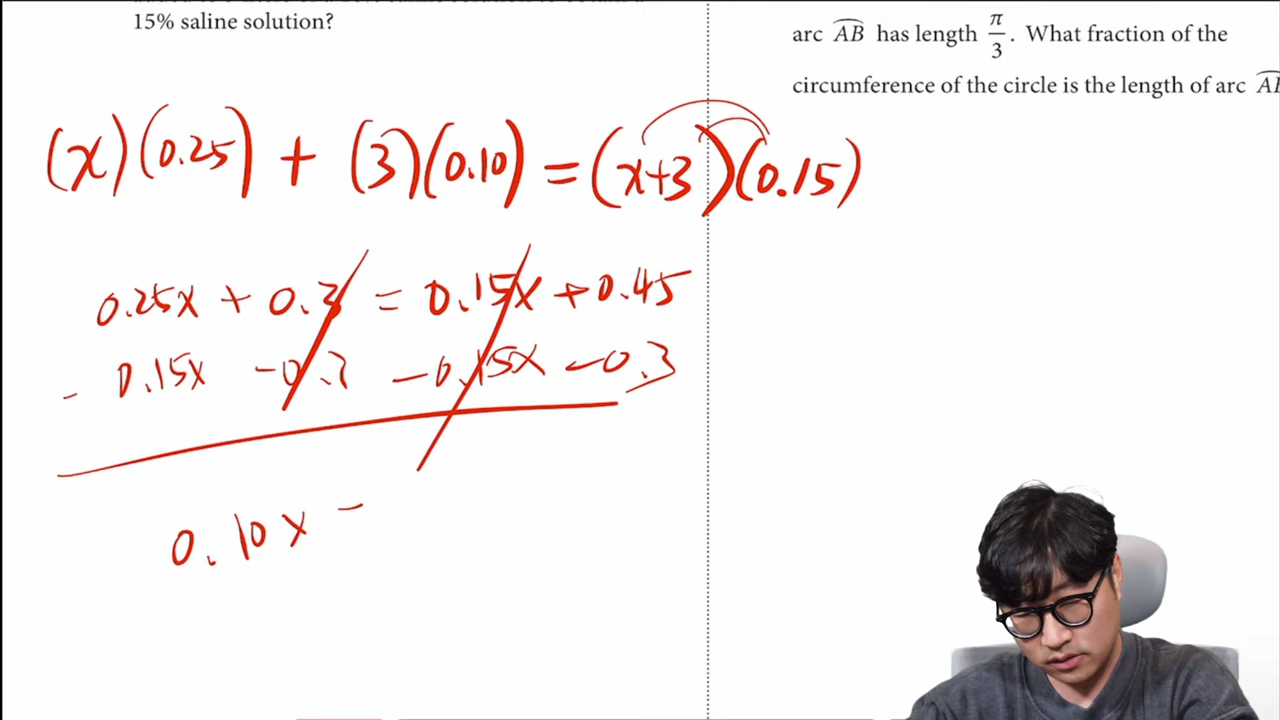 15% saline solution?
(x)(0.25) + (3)(0.10) = (x+3)(0.15)
0.25x + 0.3 = 0.15x + 0.45
- 0.15x - 0.3 - 0.15x - 0.3
0.10x =
arc AB has length π/3. What fraction of the
circumference of the circle is the length of arc